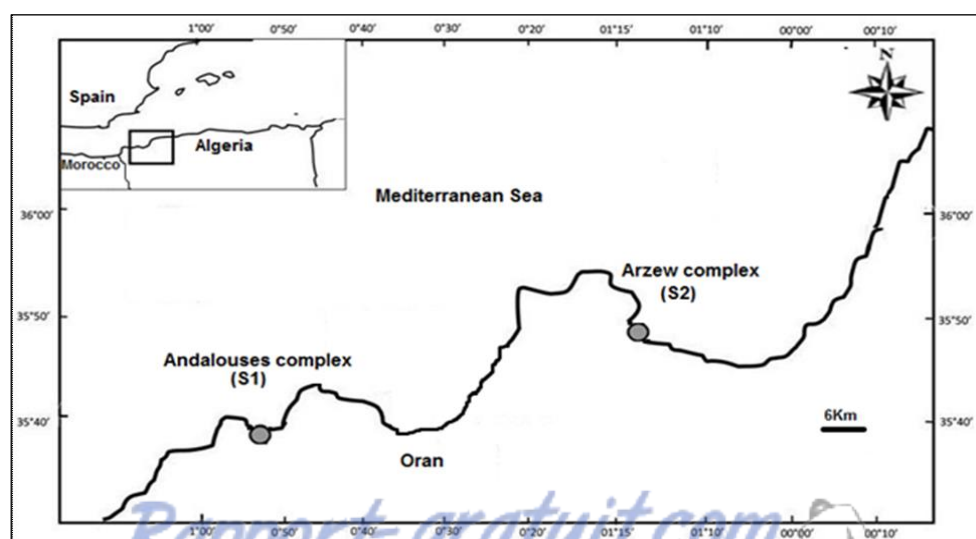 1°00’ 0°50’ 0°40’ 0°30’ 01°15’ 01°10’ 00°00’ 00°10’
N
Spain
Algeria
Morocco
Mediterranean Sea
36°00’ 36°00’
Arzew complex
(S2)
35°50’ 35°50’
Andalouses complex
(S1)
6Km
35°40’ 35°40’
Oran
Rapport-gratuit.com
1°00’ 0°50’ 0°40’ 0°30’ 0°20’ 01°15’ 01°10’ 00°00’ 00°10’